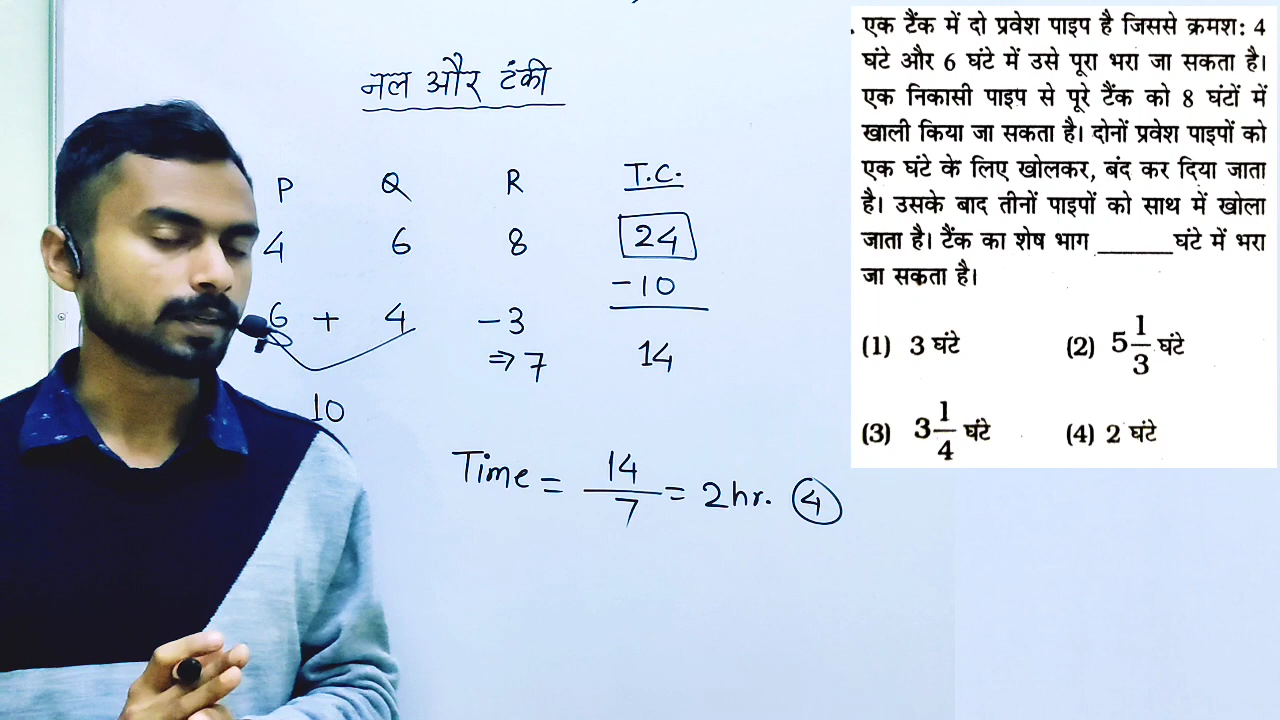 नल और टंकी
P Q R T.C.
4 6 8 24
-10
6 + 4 -3
⇒ 7 14
10
Time = 14/7 = 2hr. 4
एक टैंक में दो प्रवेश पाइप है जिससे क्रमश: 4
घंटे और 6 घंटे में उसे पूरा भरा जा सकता है।
एक निकासी पाइप से पूरे टैंक को 8 घंटों में
खाली किया जा सकता है। दोनों प्रवेश पाइपों को
एक घंटे के लिए खोलकर, बंद कर दिया जाता
है। उसके बाद तीनों पाइपों को साथ में खोला
जाता है। टैंक का शेष भाग ______ घंटे में भरा
जा सकता है।
(1) 3 घंटे (2) 5 1/3 घंटे
(3) 3 1/4 घंटे (4) 2 घंटे